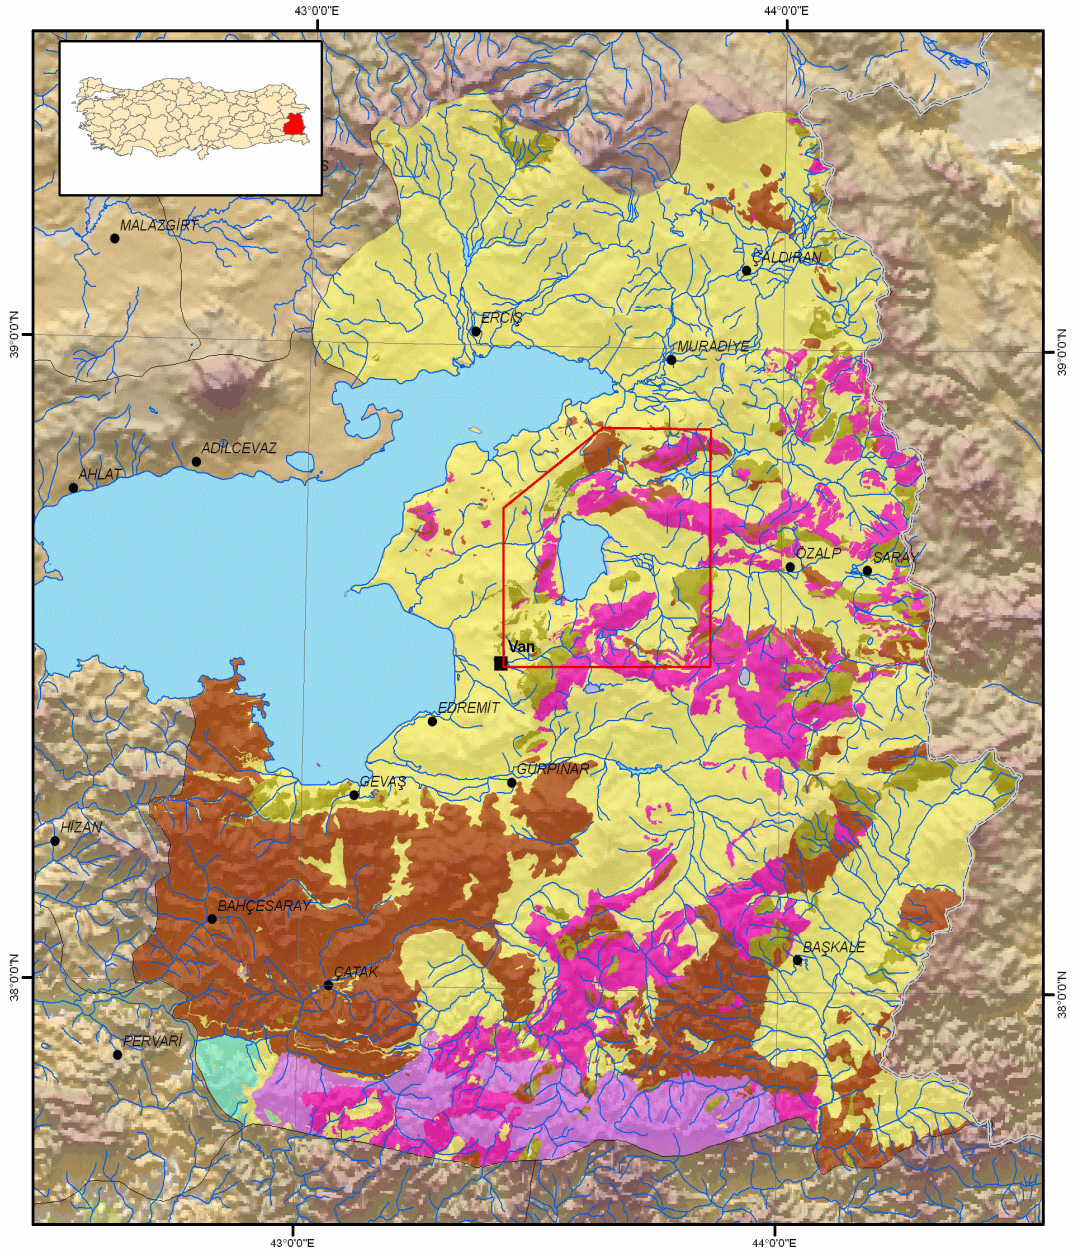 43°0'0"E 44°0'0"E
S
MALAZGİRT
ÇALDIRAN
39°0'0"N
ERCİŞ
MURADİYE
39°0'0"N
ADİLCEVAZ
AHLAT
ÖZALP
SARAY
Van
EDREMİT
GÜRPINAR
GEVAŞ
HİZAN
BAHÇESARAY
BAŞKALE
ÇATAK
38°0'0"N
38°0'0"N
PERVARİ
43°0'0"E 44°0'0"E